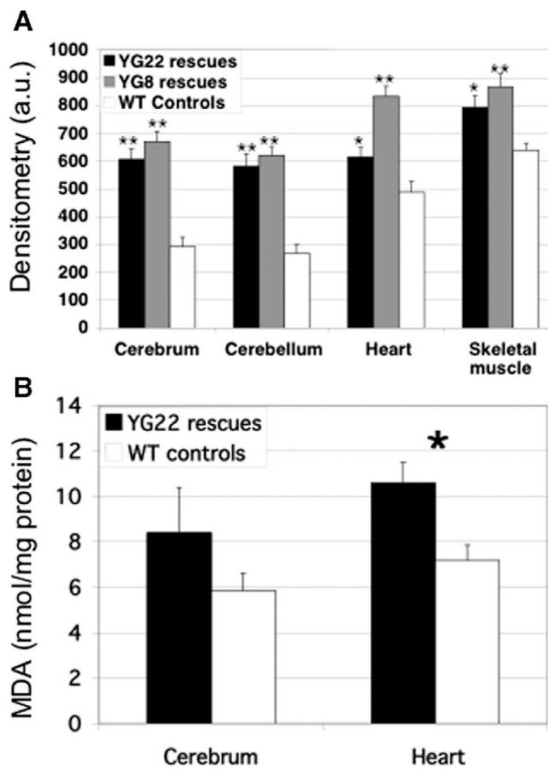 A
Densitometry (a.u.)
1000
900
800
700
600
500
400
300
200
100
0
YG22 rescues
YG8 rescues
WT Controls
** **
** **
* **
* **
Cerebrum Cerebellum Heart Skeletal
muscle
B
MDA (nmol/mg protein)
14
12
10
8
6
4
2
0
YG22 rescues
WT controls
*
Cerebrum Heart